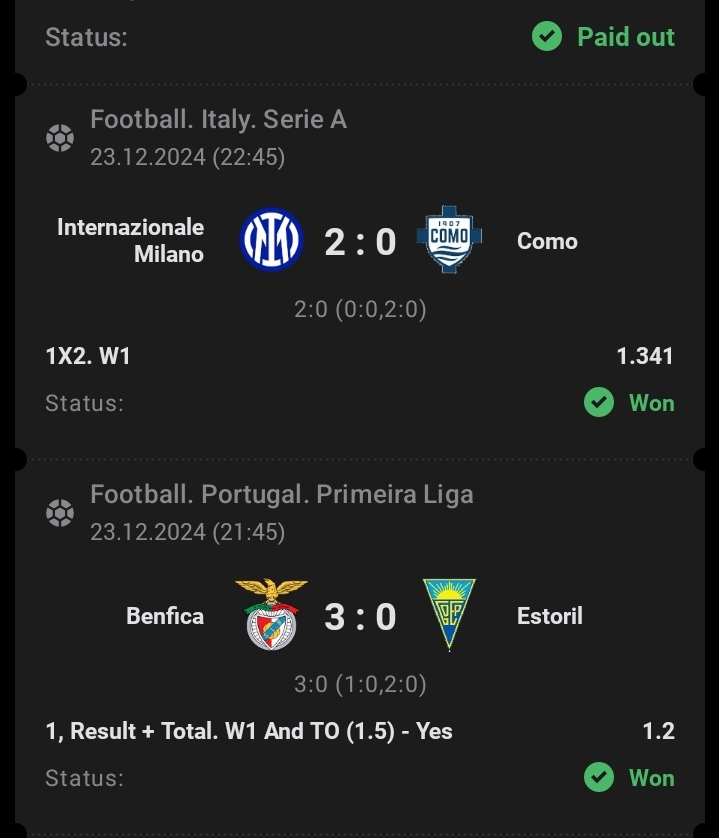 Status: Paid out
Football. Italy. Serie A
23.12.2024 (22:45)
Internazionale
Milano
2 : 0
1907
COMO
Como
2:0 (0:0,2:0)
1X2. W1 1.341
Status: Won
Football. Portugal. Primeira Liga
23.12.2024 (21:45)
Benfica 3 : 0 Estoril
3:0 (1:0,2:0)
1, Result + Total. W1 And TO (1.5) - Yes 1.2
Status: Won